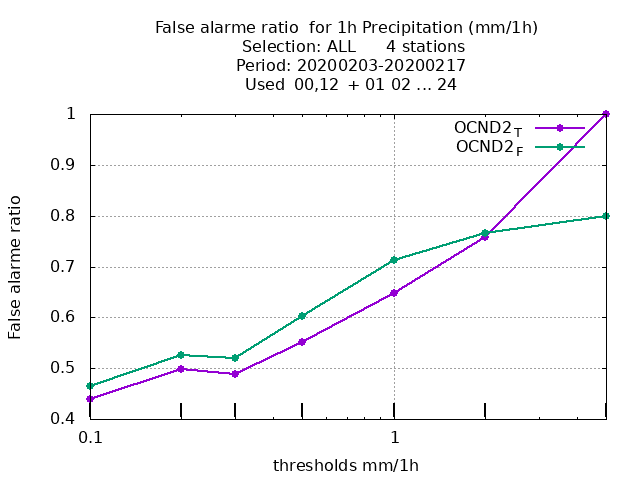 False alarme ratio  for 1h Precipitation (mm/1h)
Selection: ALL      4 stations
Period: 20200203-20200217
Used  00,12  + 01 02 ... 24
1
0.9
0.8
0.7
0.6
0.5
0.4
False alarme ratio
OCND2T
OCND2F
0.1
1
thresholds mm/1h